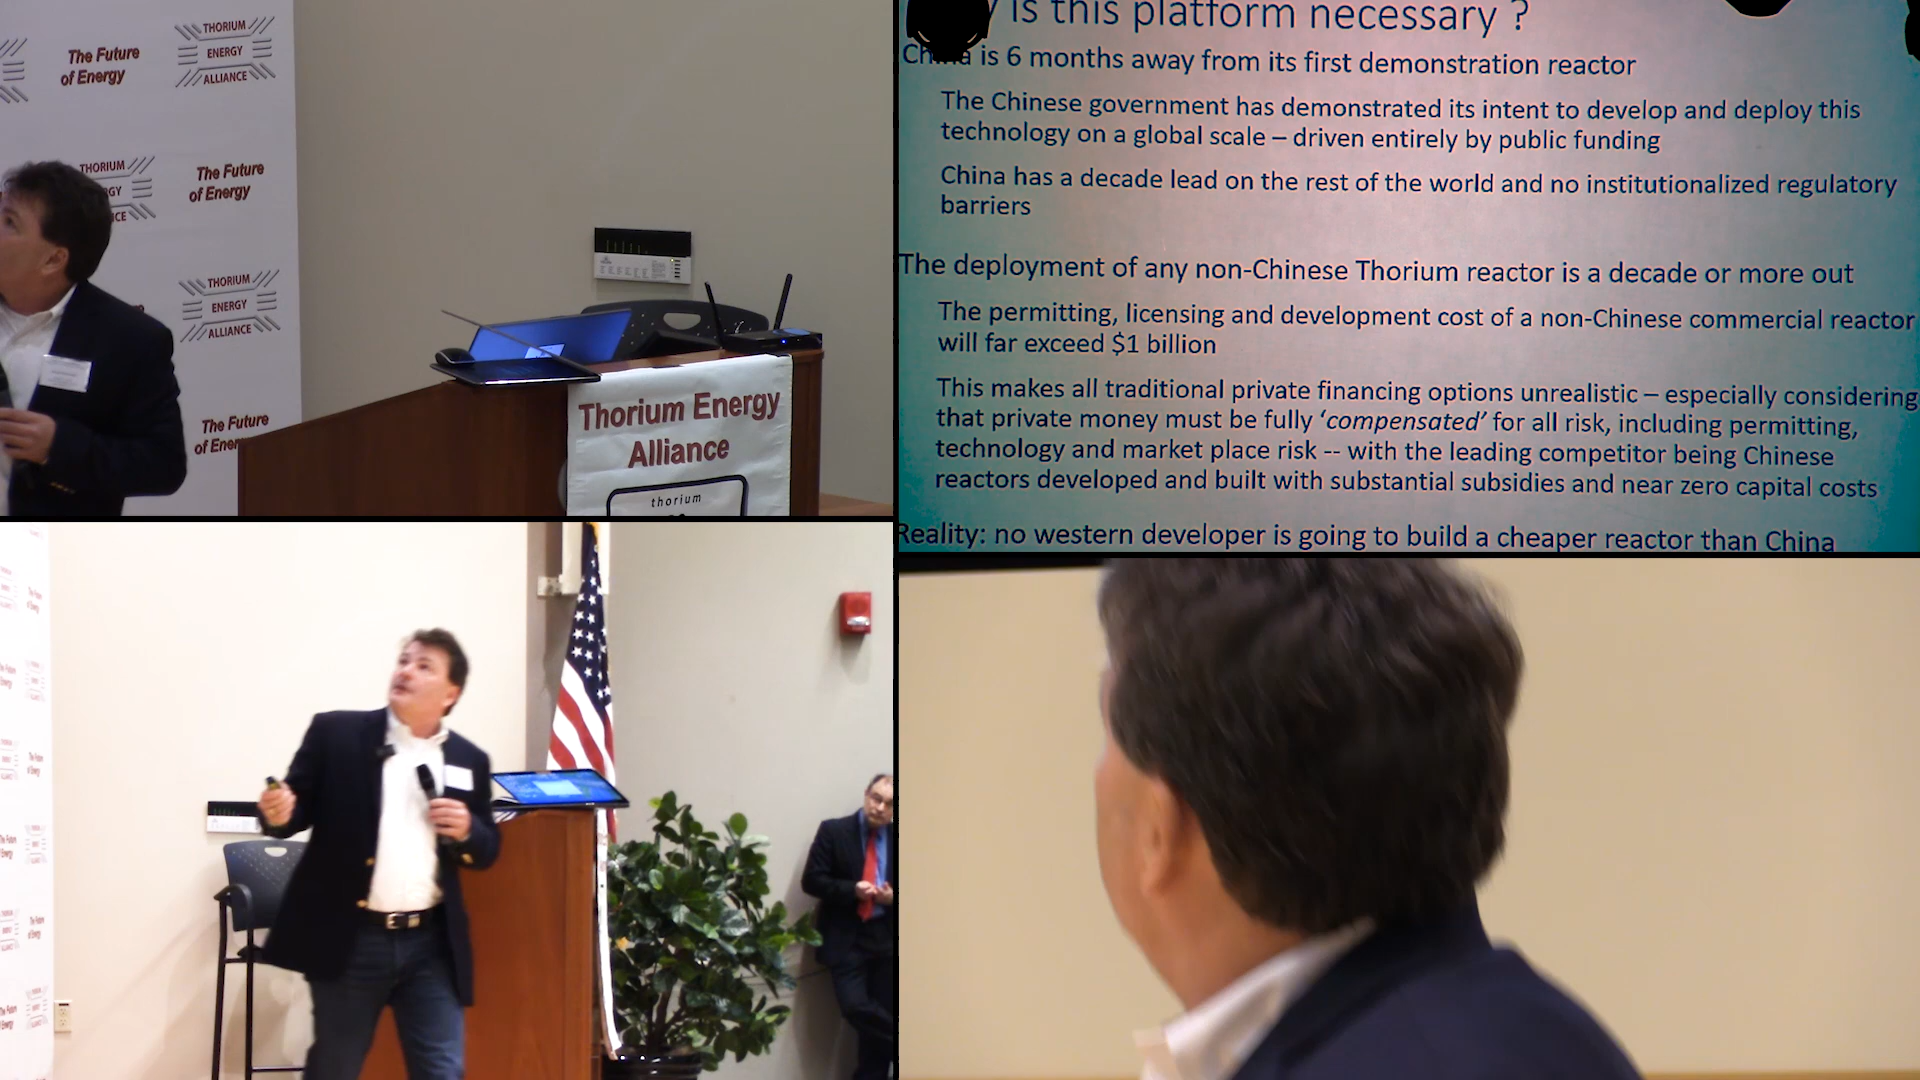 The Future
of Energy
THORIUM
ENERGY
ALLIANCE
THORIUM
The Future
of Energy
THORIUM
ENERGY
ALLIANCE
The Future
Thorium Energy
Alliance
thorium
is this platform necessary ?
China is 6 months away from its first demonstration reactor
The Chinese government has demonstrated its intent to develop and deploy this
technology on a global scale – driven entirely by public funding
China has a decade lead on the rest of the world and no institutionalized regulatory
barriers
The deployment of any non-Chinese Thorium reactor is a decade or more out
The permitting, licensing and development cost of a non-Chinese commercial reactor
will far exceed $1 billion
This makes all traditional private financing options unrealistic – especially considering
that private money must be fully ‘compensated’ for all risk, including permitting,
technology and market place risk -- with the leading competitor being Chinese
reactors developed and built with substantial subsidies and near zero capital costs
Reality: no western developer is going to build a cheaper reactor than China